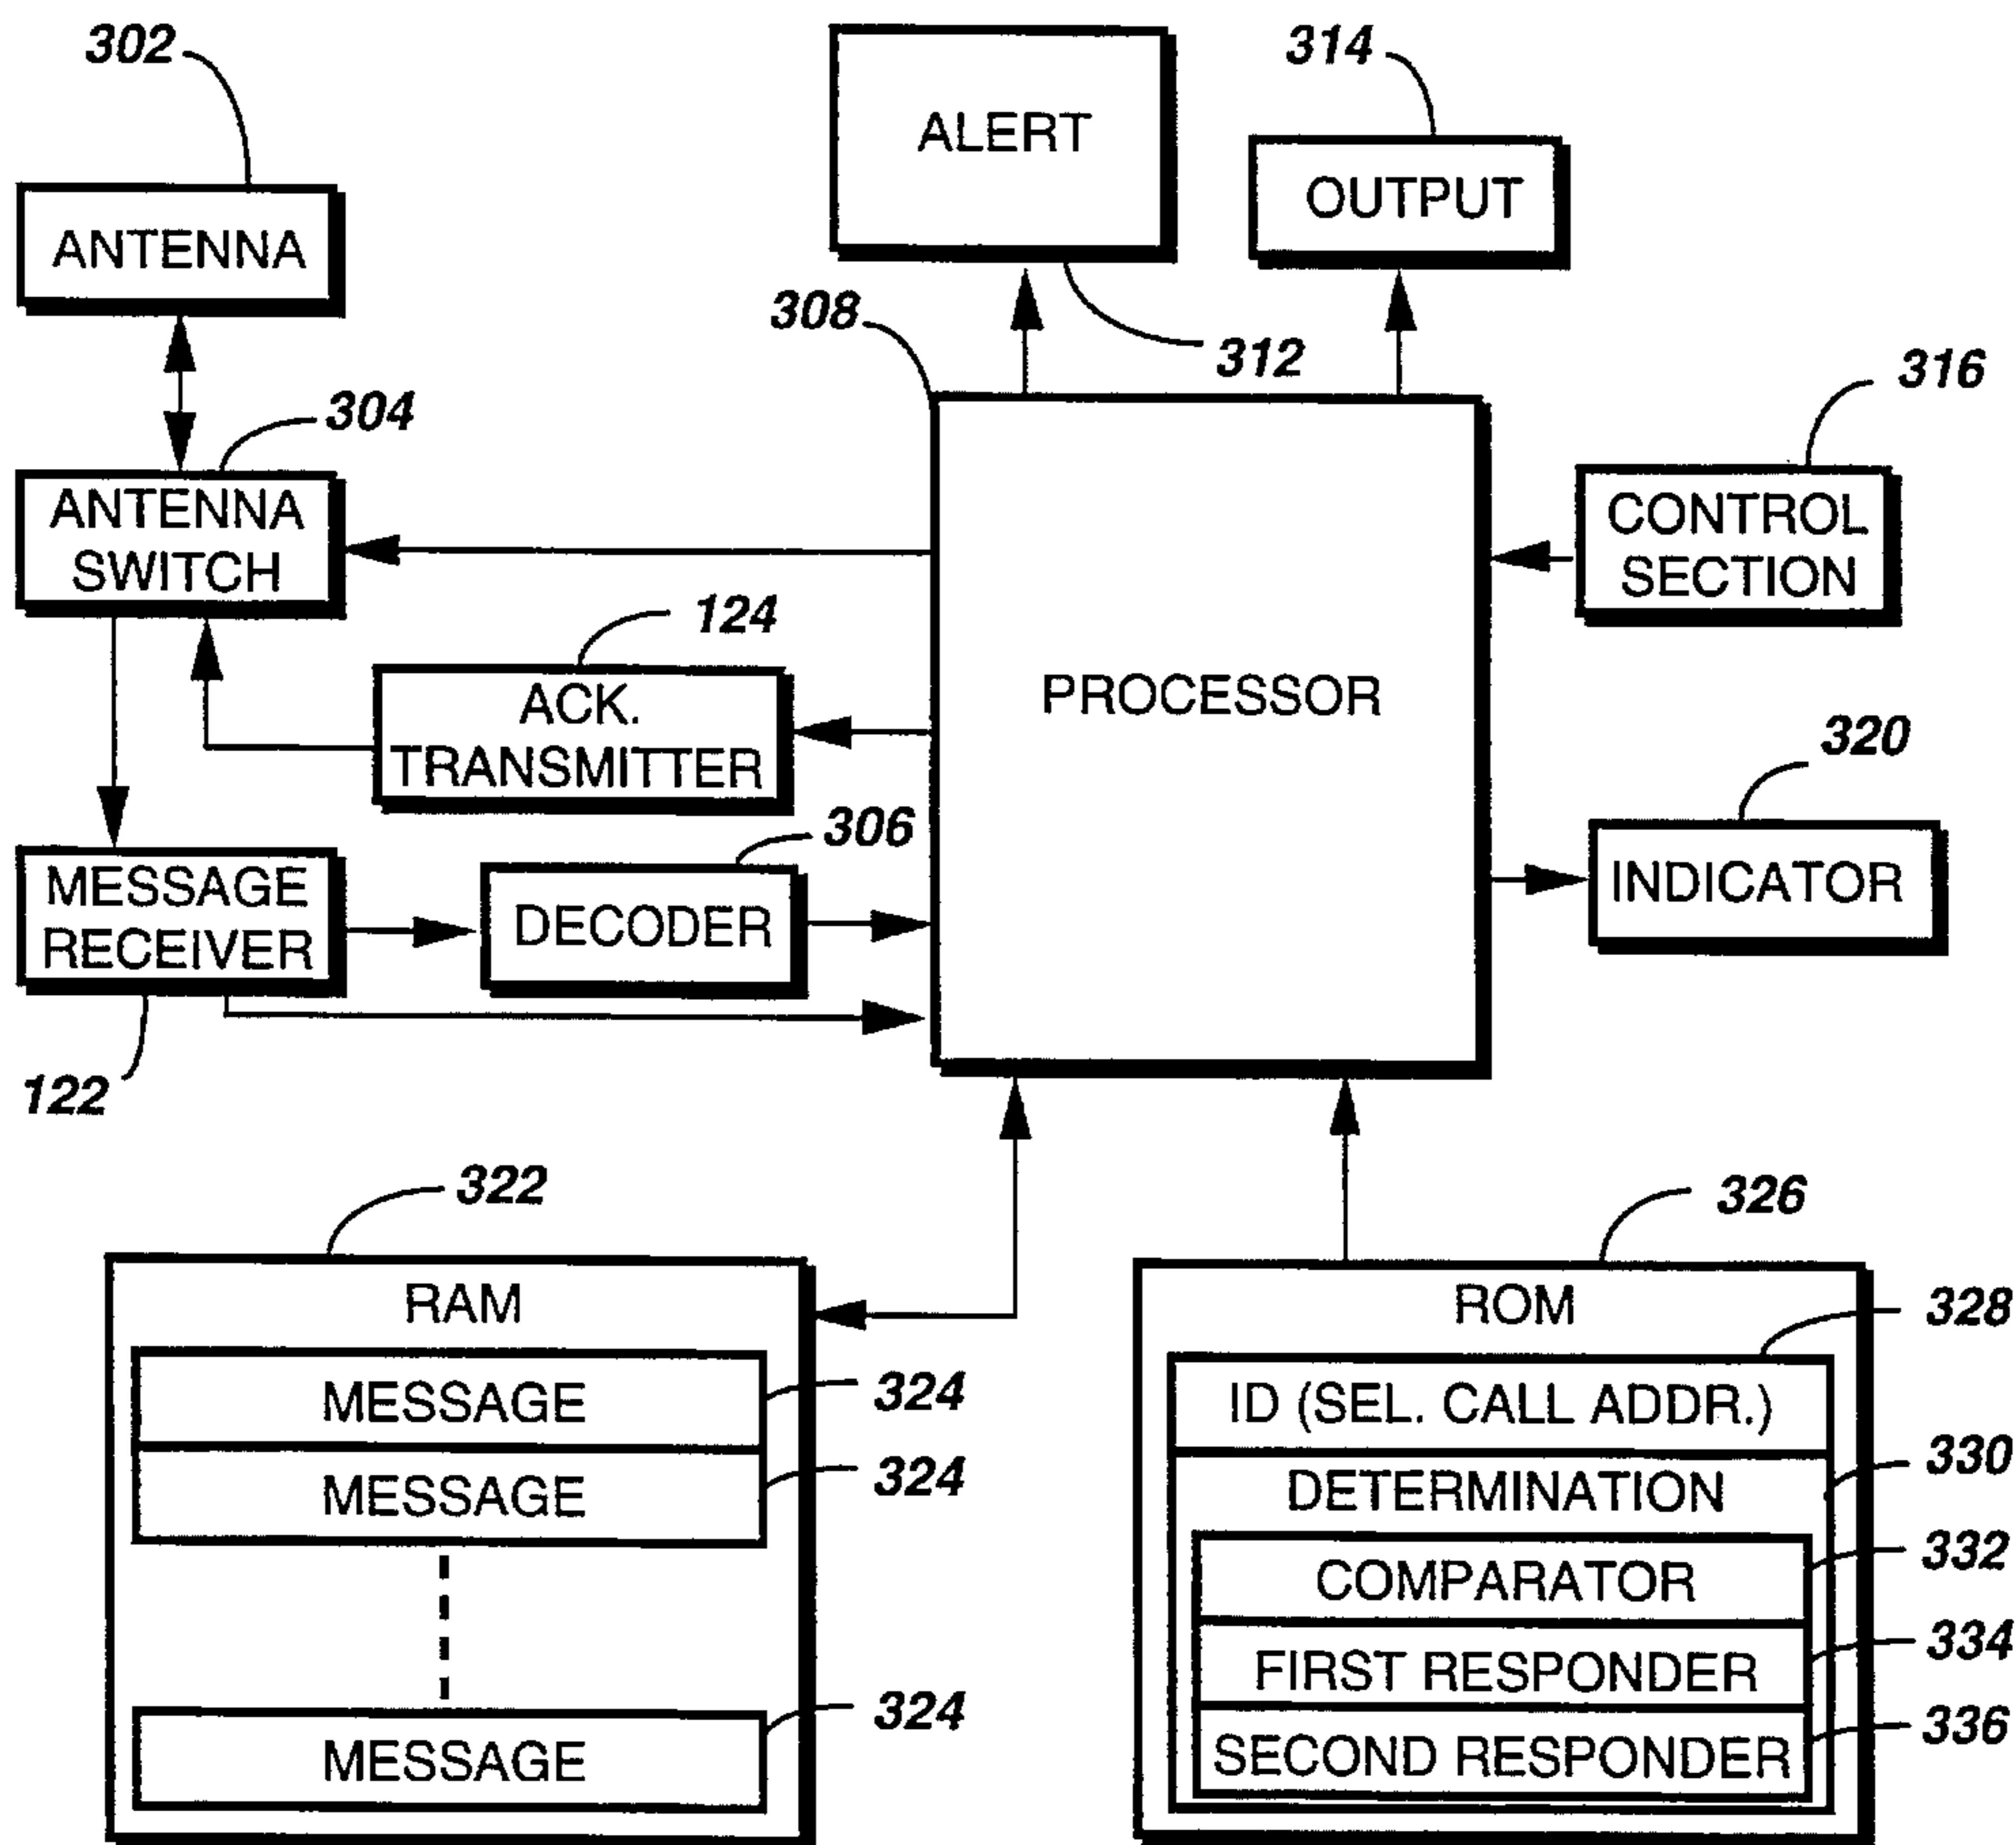 302
ANTENNA
ALERT
312
314
OUTPUT
308
PROCESSOR
316
CONTROL
SECTION
304
ANTENNA
SWITCH
124
ACK.
TRANSMITTER
320
INDICATOR
306
DECODER
MESSAGE
RECEIVER
122
322
RAM
MESSAGE
324
MESSAGE
324
MESSAGE
324
326
ROM
328
ID (SEL. CALL ADDR.)
330
DETERMINATION
332
COMPARATOR
334
FIRST RESPONDER
336
SECOND RESPONDER